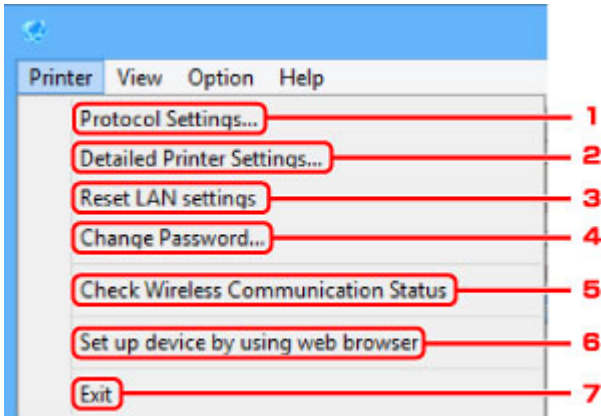 Printer View Option Help
Protocol Settings... 1
Detailed Printer Settings... 2
Reset LAN settings 3
Change Password... 4
Check Wireless Communication Status 5
Set up device by using web browser 6
Exit 7